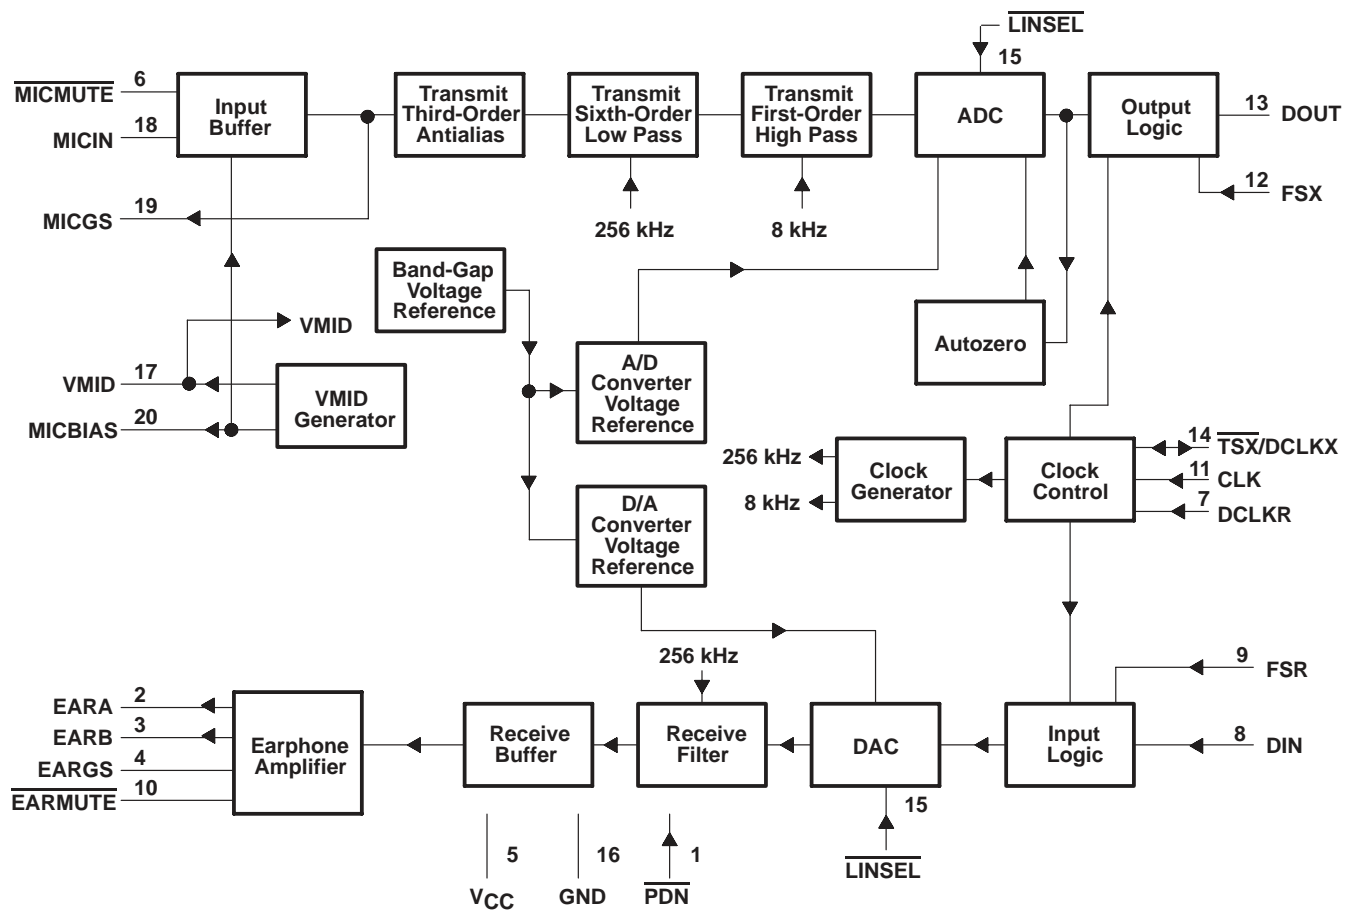 LINSEL
15
6
MICMUTE
18
MICIN
Input
Buffer
Transmit
Third-Order
Antialias
Transmit
Sixth-Order
Low Pass
Transmit
First-Order
High Pass
ADC
Output
Logic
13
DOUT
12
FSX
19
MICGS
256 kHz
8 kHz
Band-Gap
Voltage
Reference
VMID
Autozero
A/D
Converter
Voltage
Reference
17
VMID
20
MICBIAS
VMID
Generator
256 kHz
8 kHz
Clock
Generator
Clock
Control
14
TSX/DCLKX
11
CLK
7
DCLKR
D/A
Converter
Voltage
Reference
256 kHz
9
FSR
2
EARA
3
EARB
4
EARGS
10
EARMUTE
Earphone
Amplifier
Receive
Buffer
Receive
Filter
DAC
Input
Logic
8
DIN
15
LINSEL
5
VCC
16
GND
1
PDN